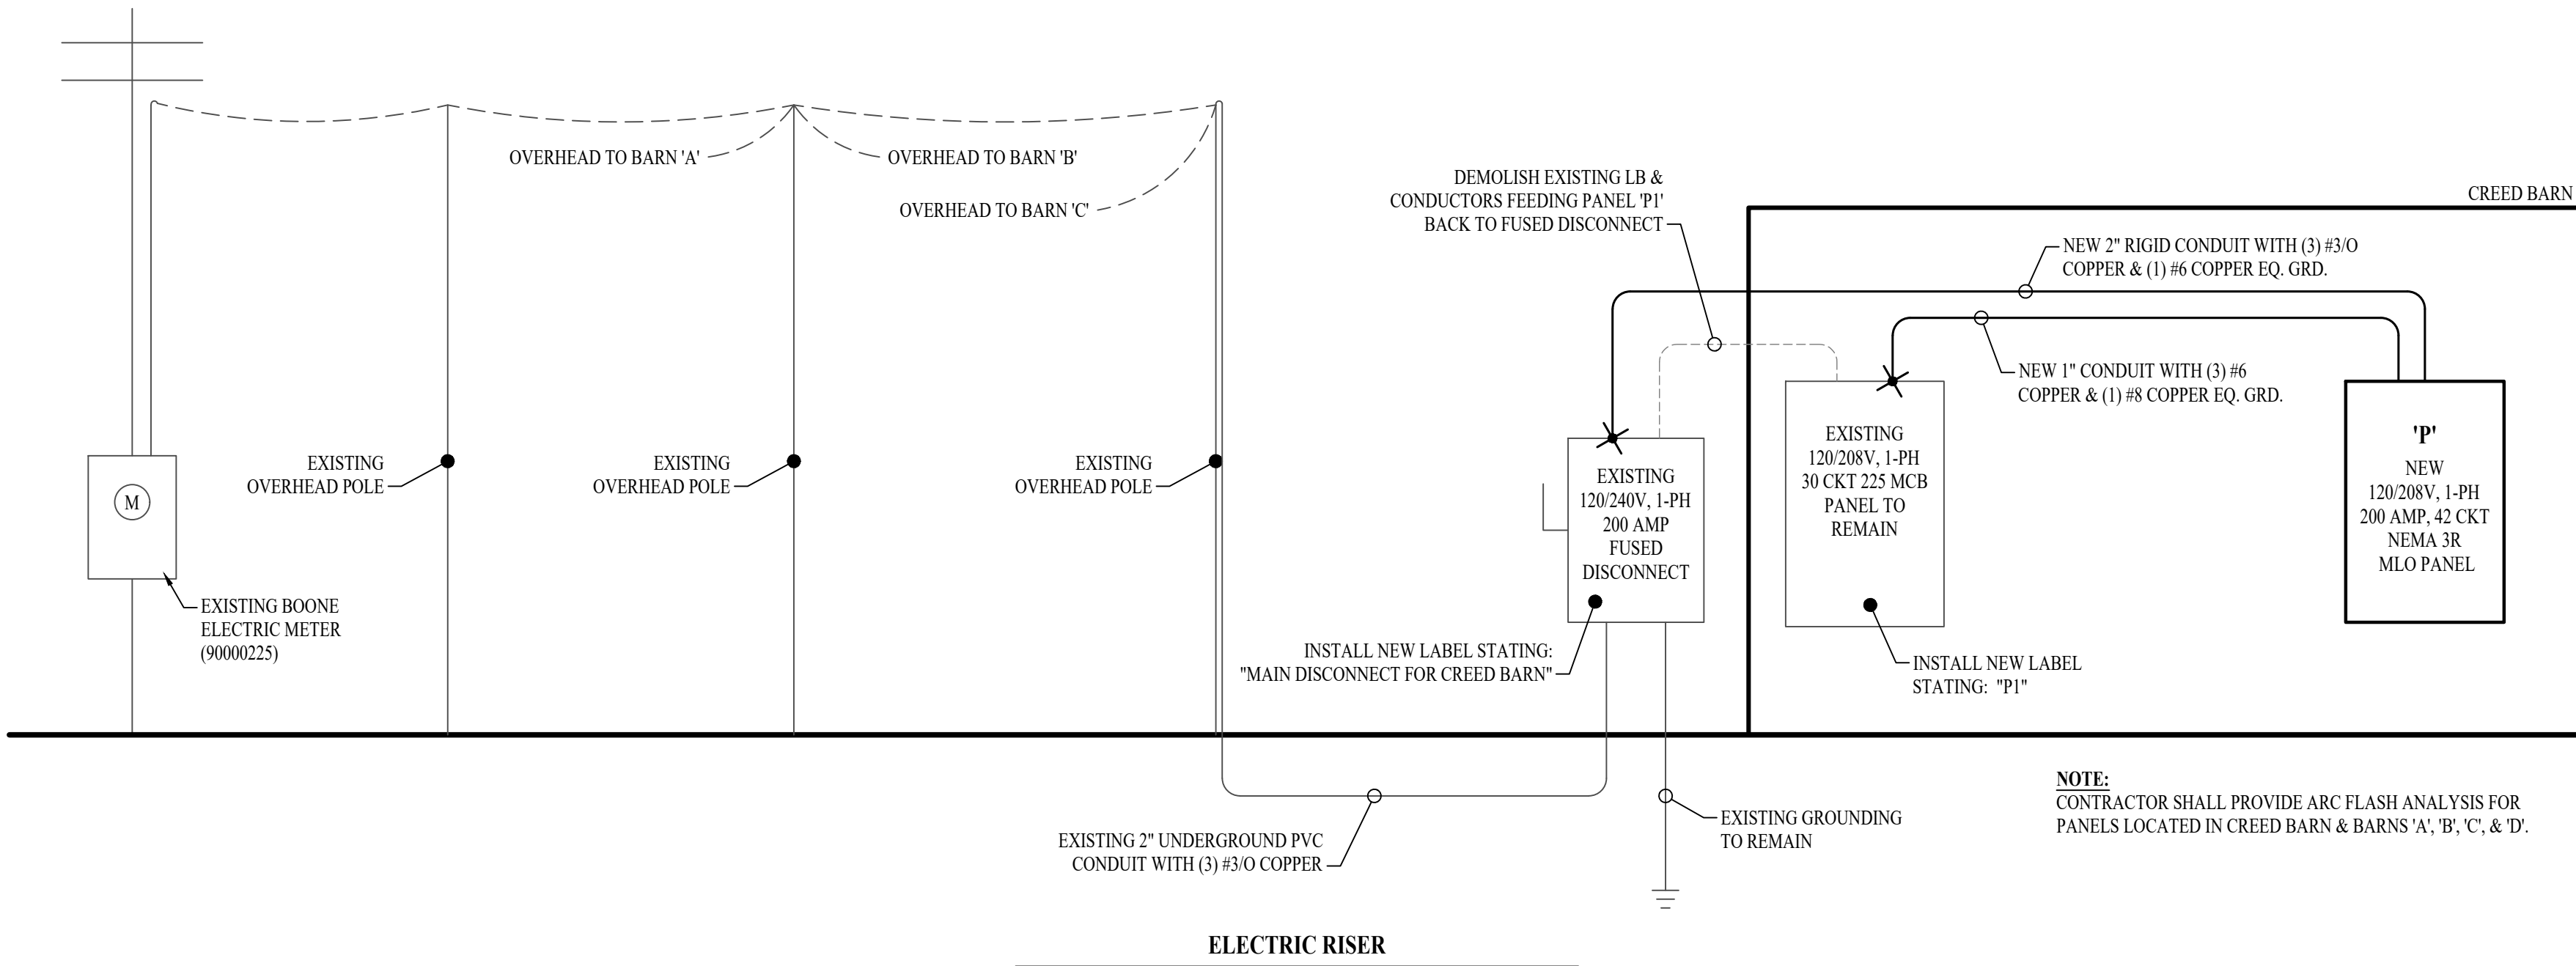 OVERHEAD TO BARN 'A'
OVERHEAD TO BARN 'B'
OVERHEAD TO BARN 'C'
DEMOLISH EXISTING LB &
CONDUCTORS FEEDING PANEL 'P1'
BACK TO FUSED DISCONNECT
CREED BARN
NEW 2" RIGID CONDUIT WITH (3) #3/O
COPPER & (1) #6 COPPER EQ. GRD.
NEW 1" CONDUIT WITH (3) #6
COPPER & (1) #8 COPPER EQ. GRD.
M
EXISTING BOONE
ELECTRIC METER
(90000225)
EXISTING
OVERHEAD POLE
EXISTING
OVERHEAD POLE
EXISTING
OVERHEAD POLE
EXISTING
120/240V, 1-PH
200 AMP
FUSED
DISCONNECT
EXISTING
120/208V, 1-PH
30 CKT 225 MCB
PANEL TO
REMAIN
'P'
NEW
120/208V, 1-PH
200 AMP, 42 CKT
NEMA 3R
MLO PANEL
INSTALL NEW LABEL STATING:
"MAIN DISCONNECT FOR CREED BARN"
INSTALL NEW LABEL
STATING: "P1"
EXISTING 2" UNDERGROUND PVC
CONDUIT WITH (3) #3/O COPPER
EXISTING GROUNDING
TO REMAIN
NOTE:
CONTRACTOR SHALL PROVIDE ARC FLASH ANALYSIS FOR
PANELS LOCATED IN CREED BARN & BARNS 'A', 'B', 'C', & 'D'.
ELECTRIC RISER